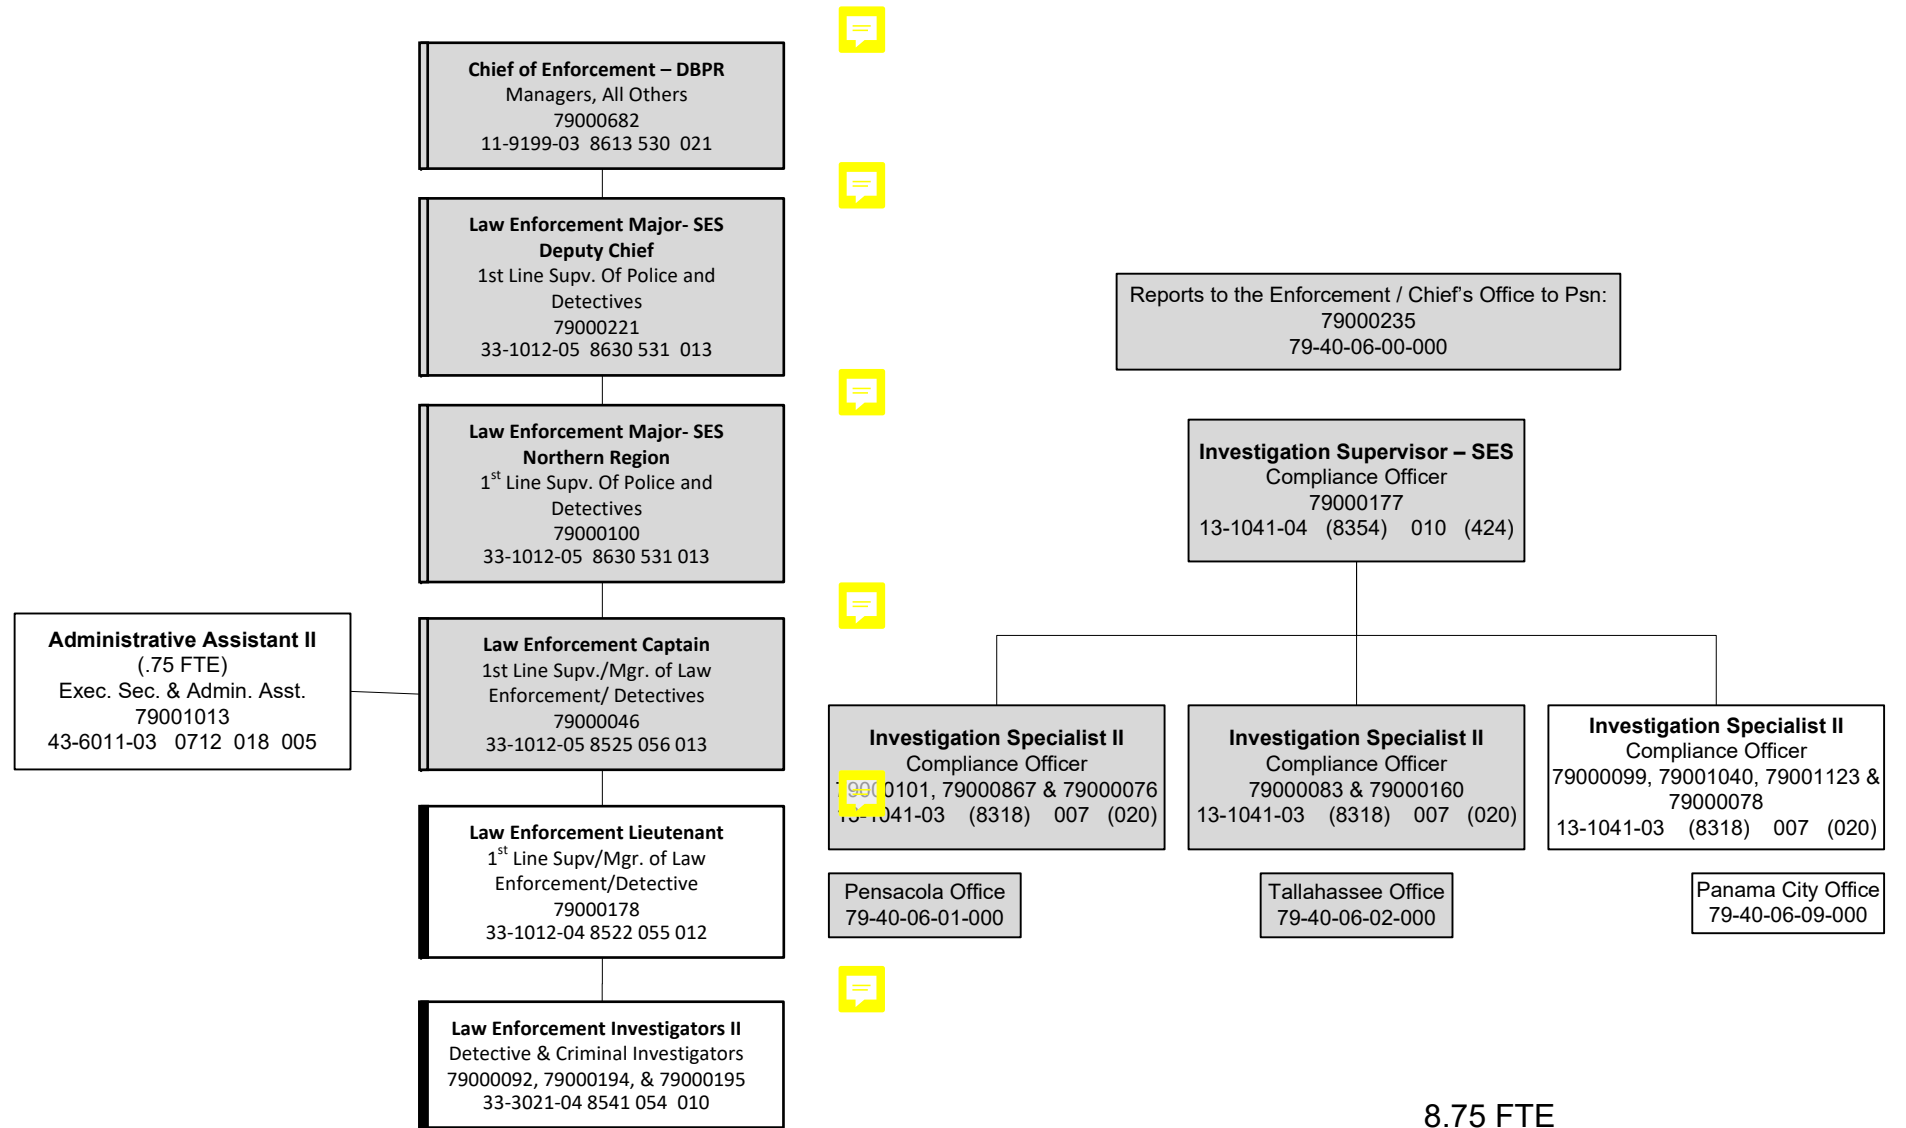 Chief of Enforcement – DBPR
Managers, All Others
79000682
11-9199-03 8613 530 021
Law Enforcement Major- SES
Deputy Chief
1st Line Supv. Of Police and
Detectives
79000221
33-1012-05 8630 531 013
Law Enforcement Major- SES
Northern Region
1st Line Supv. Of Police and
Detectives
79000100
33-1012-05 8630 531 013
Administrative Assistant II
(.75 FTE)
Exec. Sec. & Admin. Asst.
79001013
43-6011-03 0712 018 005
Law Enforcement Captain
1st Line Supv./Mgr. of Law
Enforcement/ Detectives
79000046
33-1012-05 8525 056 013
Law Enforcement Lieutenant
1st Line Supv/Mgr. of Law
Enforcement/Detective
79000178
33-1012-04 8522 055 012
Law Enforcement Investigators II
Detective & Criminal Investigators
79000092, 79000194, & 79000195
33-3021-04 8541 054 010
Reports to the Enforcement / Chief's Office to Psn:
79000235
79-40-06-00-000
Investigation Supervisor – SES
Compliance Officer
79000177
13-1041-04 (8354) 010 (424)
Investigation Specialist II
Compliance Officer
79000101, 79000867 & 79000076
13-1041-03 (8318) 007 (020)
Pensacola Office
79-40-06-01-000
Investigation Specialist II
Compliance Officer
79000083 & 79000160
13-1041-03 (8318) 007 (020)
Tallahassee Office
79-40-06-02-000
Investigation Specialist II
Compliance Officer
79000099, 79001040, 79001123 &
79000078
13-1041-03 (8318) 007 (020)
Panama City Office
79-40-06-09-000
8.75 FTE